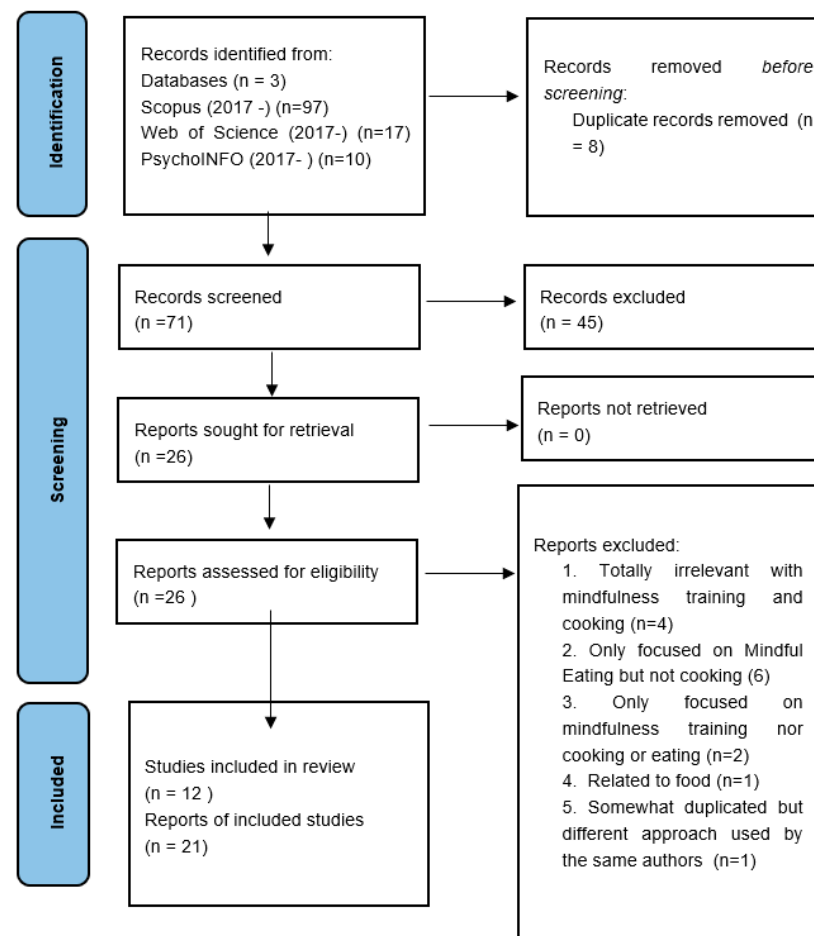 Identification
Records identified from:
Databases (n = 3)
Scopus (2017 -) (n=97)
Web of Science (2017-) (n=17)
PsychoINFO (2017- ) (n=10)
Records removed before
screening:
Duplicate records removed (n
= 8)
Screening
Records screened
(n =71)
Records excluded
(n = 45)
Reports sought for retrieval
(n =26)
Reports not retrieved
(n = 0)
Reports assessed for eligibility
(n =26 )
Reports excluded:
1. Totally irrelevant with
mindfulness training and
cooking (n=4)
2. Only focused on Mindful
Eating but not cooking (6)
3. Only focused on
mindfulness training nor
cooking or eating (n=2)
4. Related to food (n=1)
5. Somewhat duplicated but
different approach used by
the same authors (n=1)
Included
Studies included in review
(n = 12 )
Reports of included studies
(n = 21)